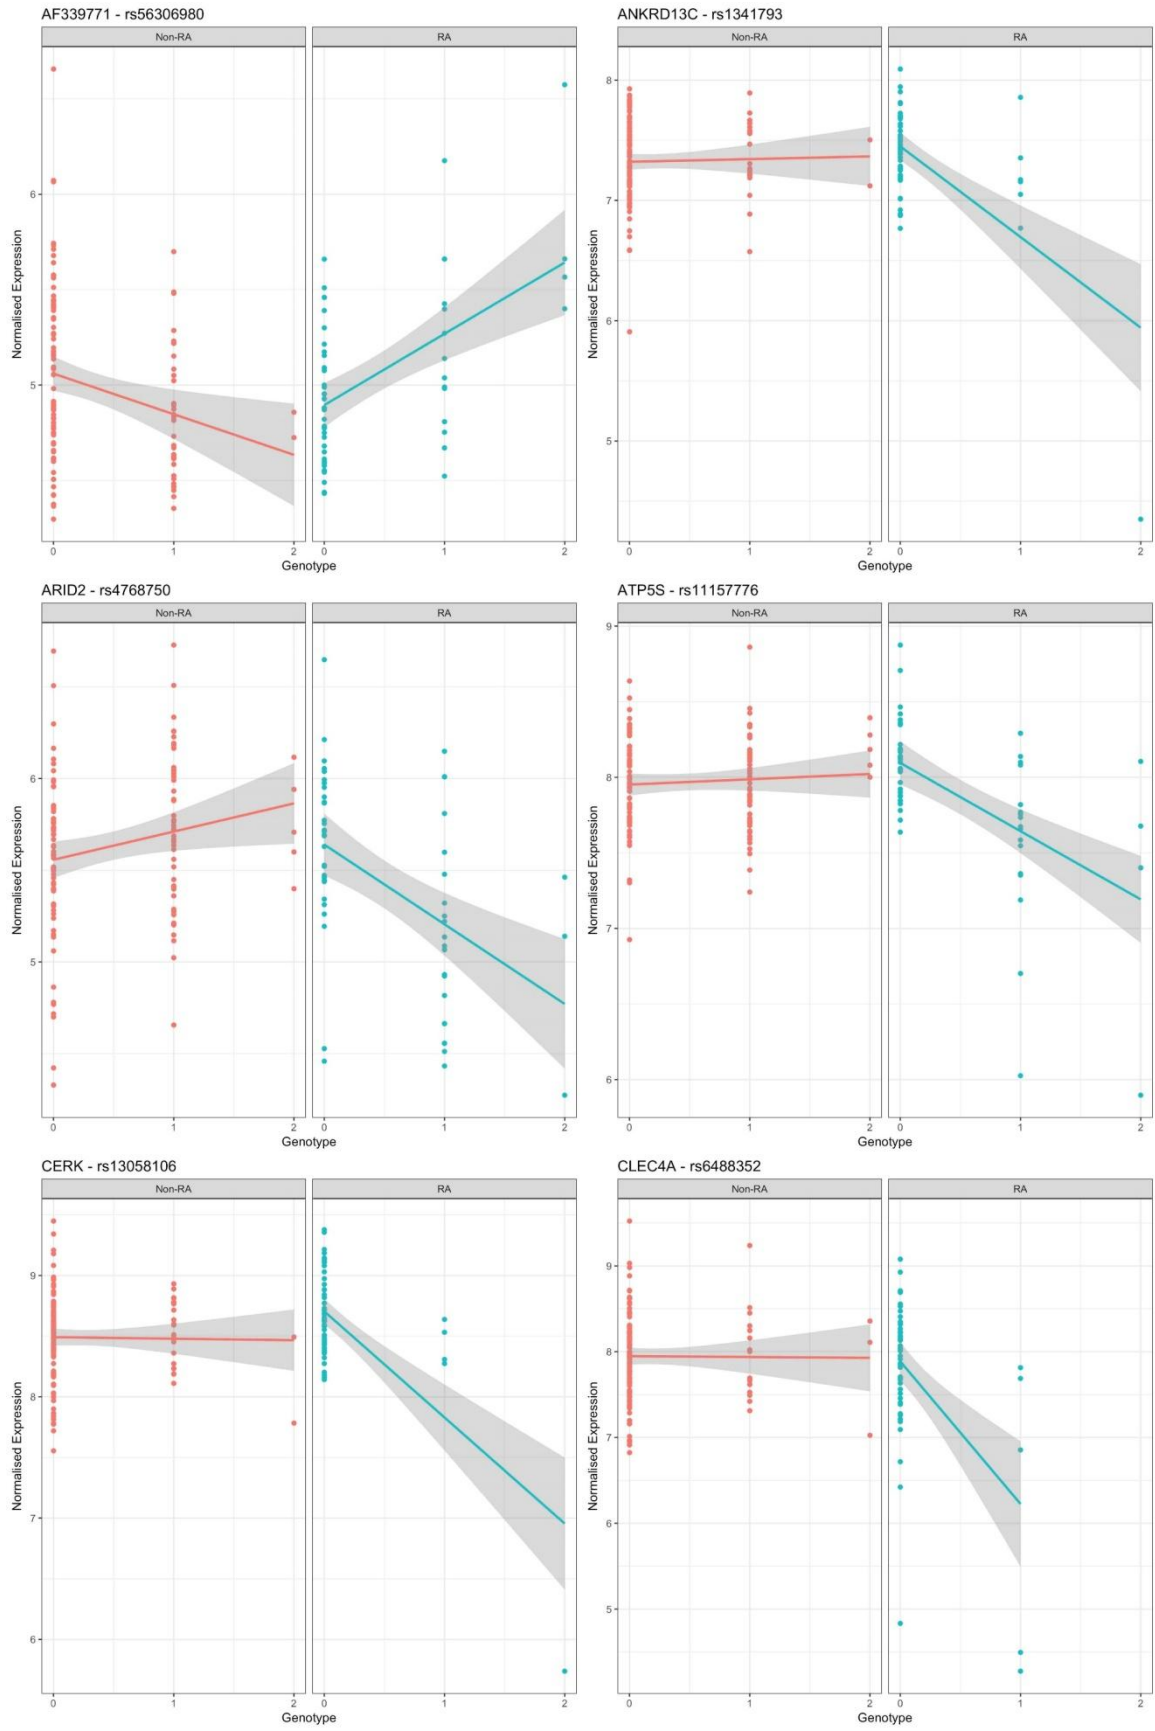 AF339771 - rs56306980
Non-RA
RA
Normalised Expression
6
5
0
1
2
0
1
2
Genotype
ANKRD13C - rs1341793
Non-RA
RA
Normalised Expression
8
7
6
5
0
1
2
0
1
2
Genotype
ARID2 - rs4768750
Non-RA
RA
Normalised Expression
6
5
0
1
2
0
1
2
Genotype
ATP5S - rs11157776
Non-RA
RA
Normalised Expression
9
8
7
6
0
1
2
0
1
2
Genotype
CERK - rs13058106
Non-RA
RA
Normalised Expression
9
8
7
6
0
1
2
0
1
2
Genotype
CLEC4A - rs6488352
Non-RA
RA
Normalised Expression
9
8
7
6
5
0
1
2
0
1
2
Genotype